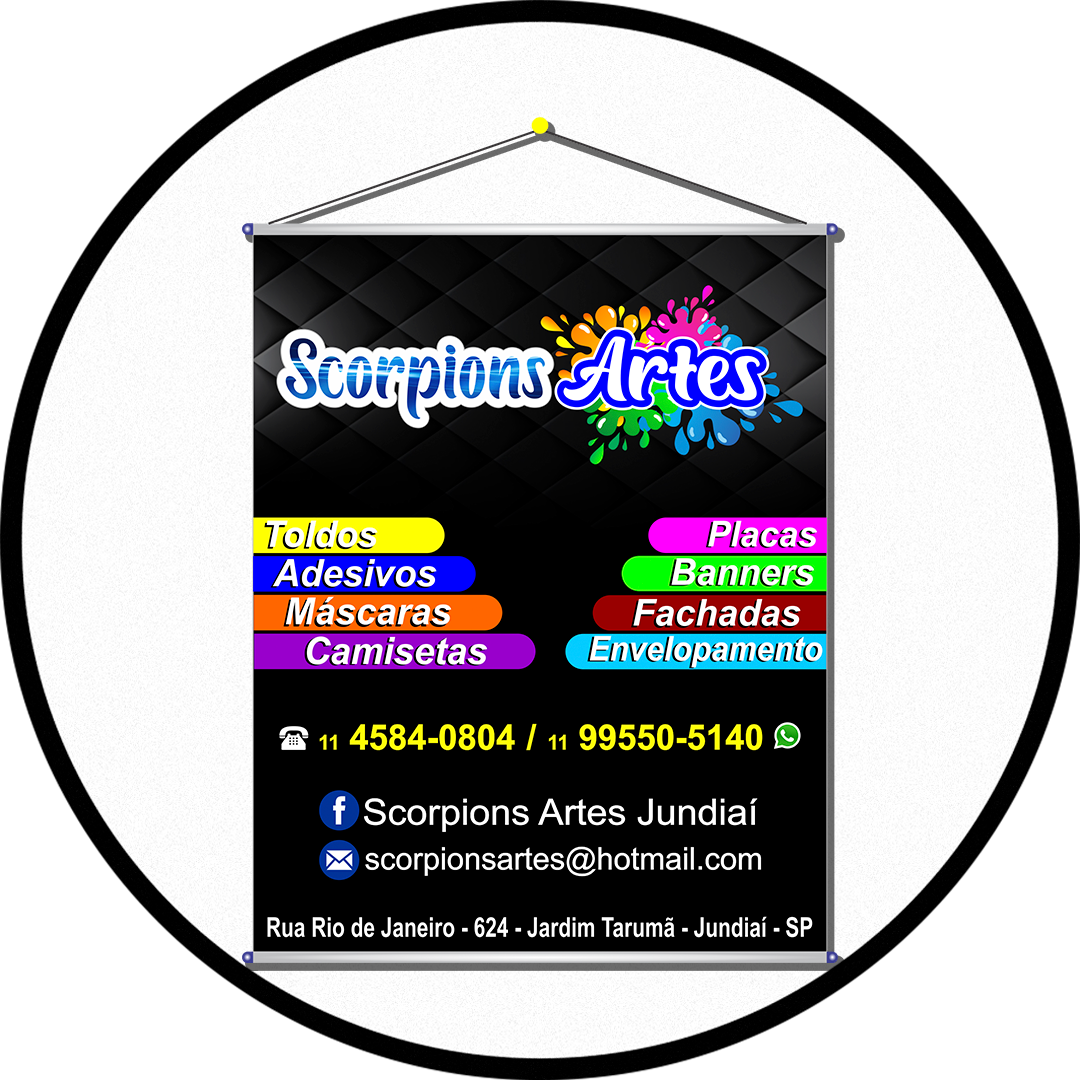 Scorpions Artes
Toldos
Adesivos
Máscaras
Camisetas
Placas
Banners
Fachadas
Envelopamento
11 4584-0804 / 11 99550-5140
Scorpions Artes Jundiaí
scorpionsartes@hotmail.com
Rua Rio de Janeiro - 624 - Jardim Tarumã - Jundiaí - SP